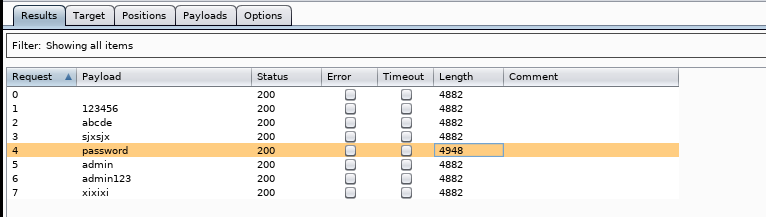 Results Target Positions Payloads Options
Filter: Showing all items
Request Payload Status Error Timeout Length Comment
0 200 4882
1 123456 200 4882
2 abcde 200 4882
3 sjxsjx 200 4882
4 password 200 4948
5 admin 200 4882
6 admin123 200 4882
7 xixixi 200 4882